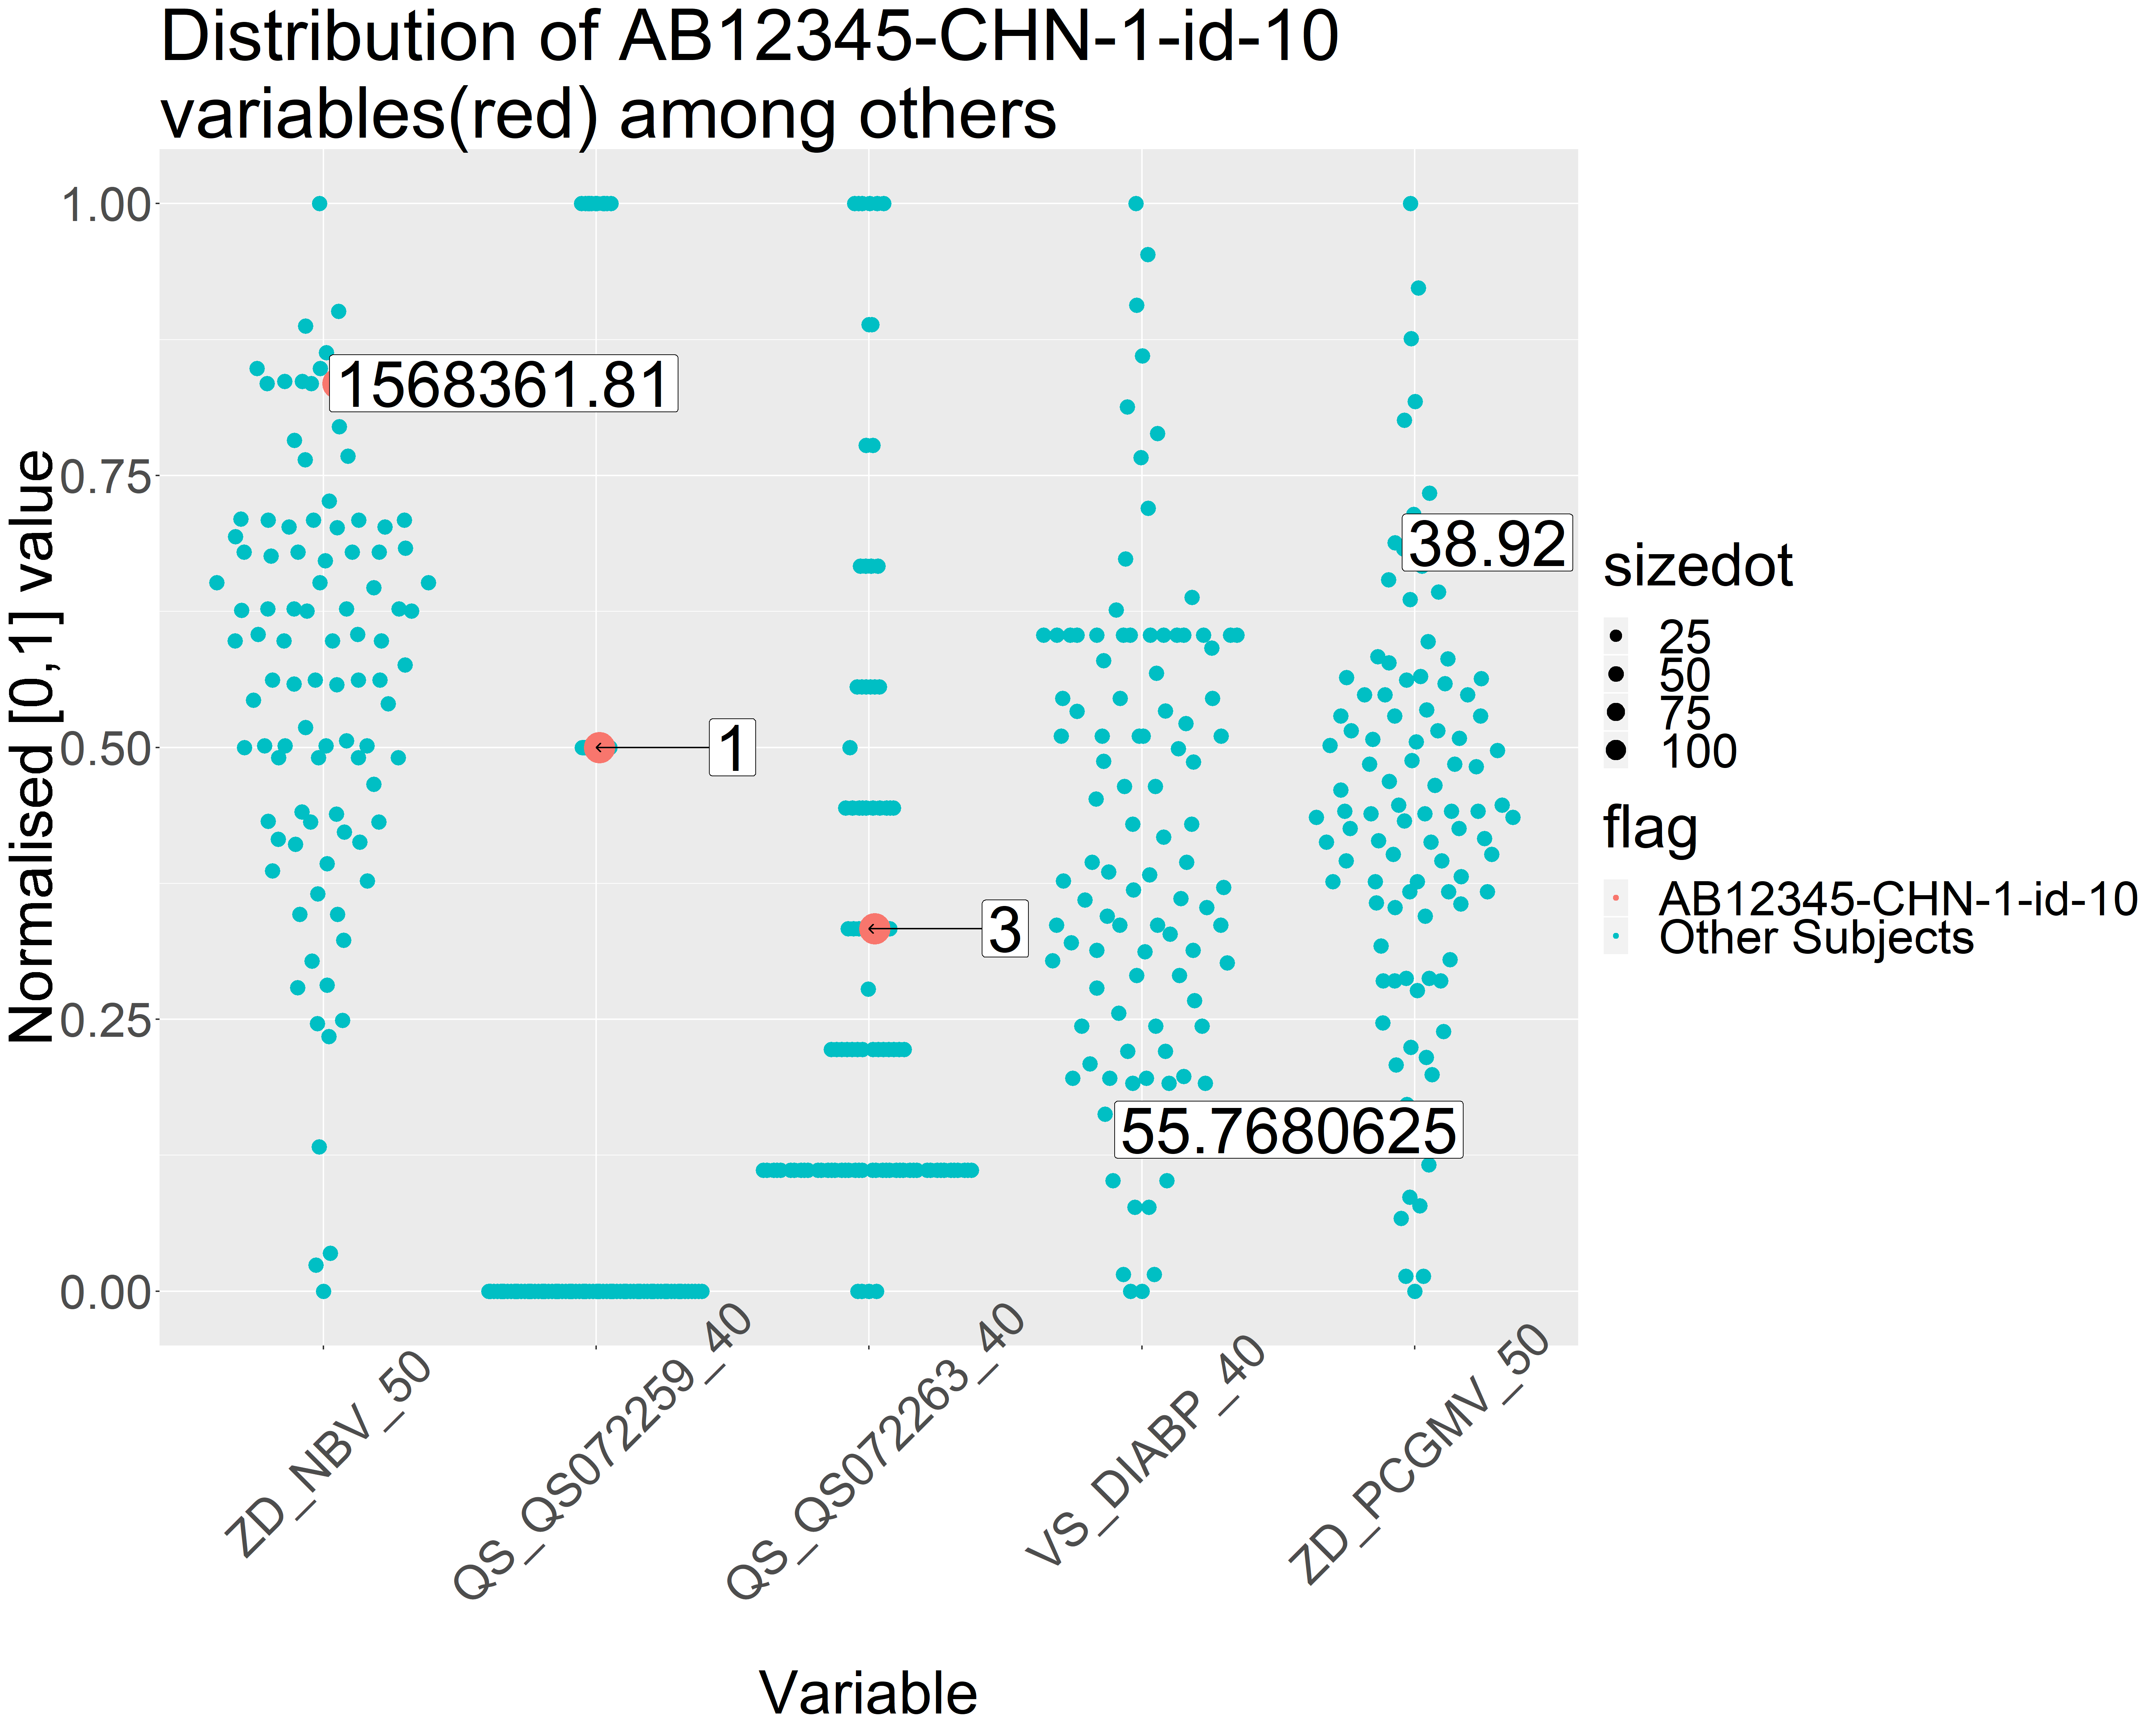 Distribution of AB12345-CHN-1-id-10
variables(red) among others
Normalised [0,1] value
1.00
0.75
0.50
0.25
0.00
1568361.81
1
3
55.7680625
38.92
ZD_NBV_50
QS_QS072259_40
QS_QS072263_40
VS_DIABP_40
ZD_PCGMV_50
Variable
sizedot
25
50
75
100
flag
AB12345-CHN-1-id-10
Other Subjects